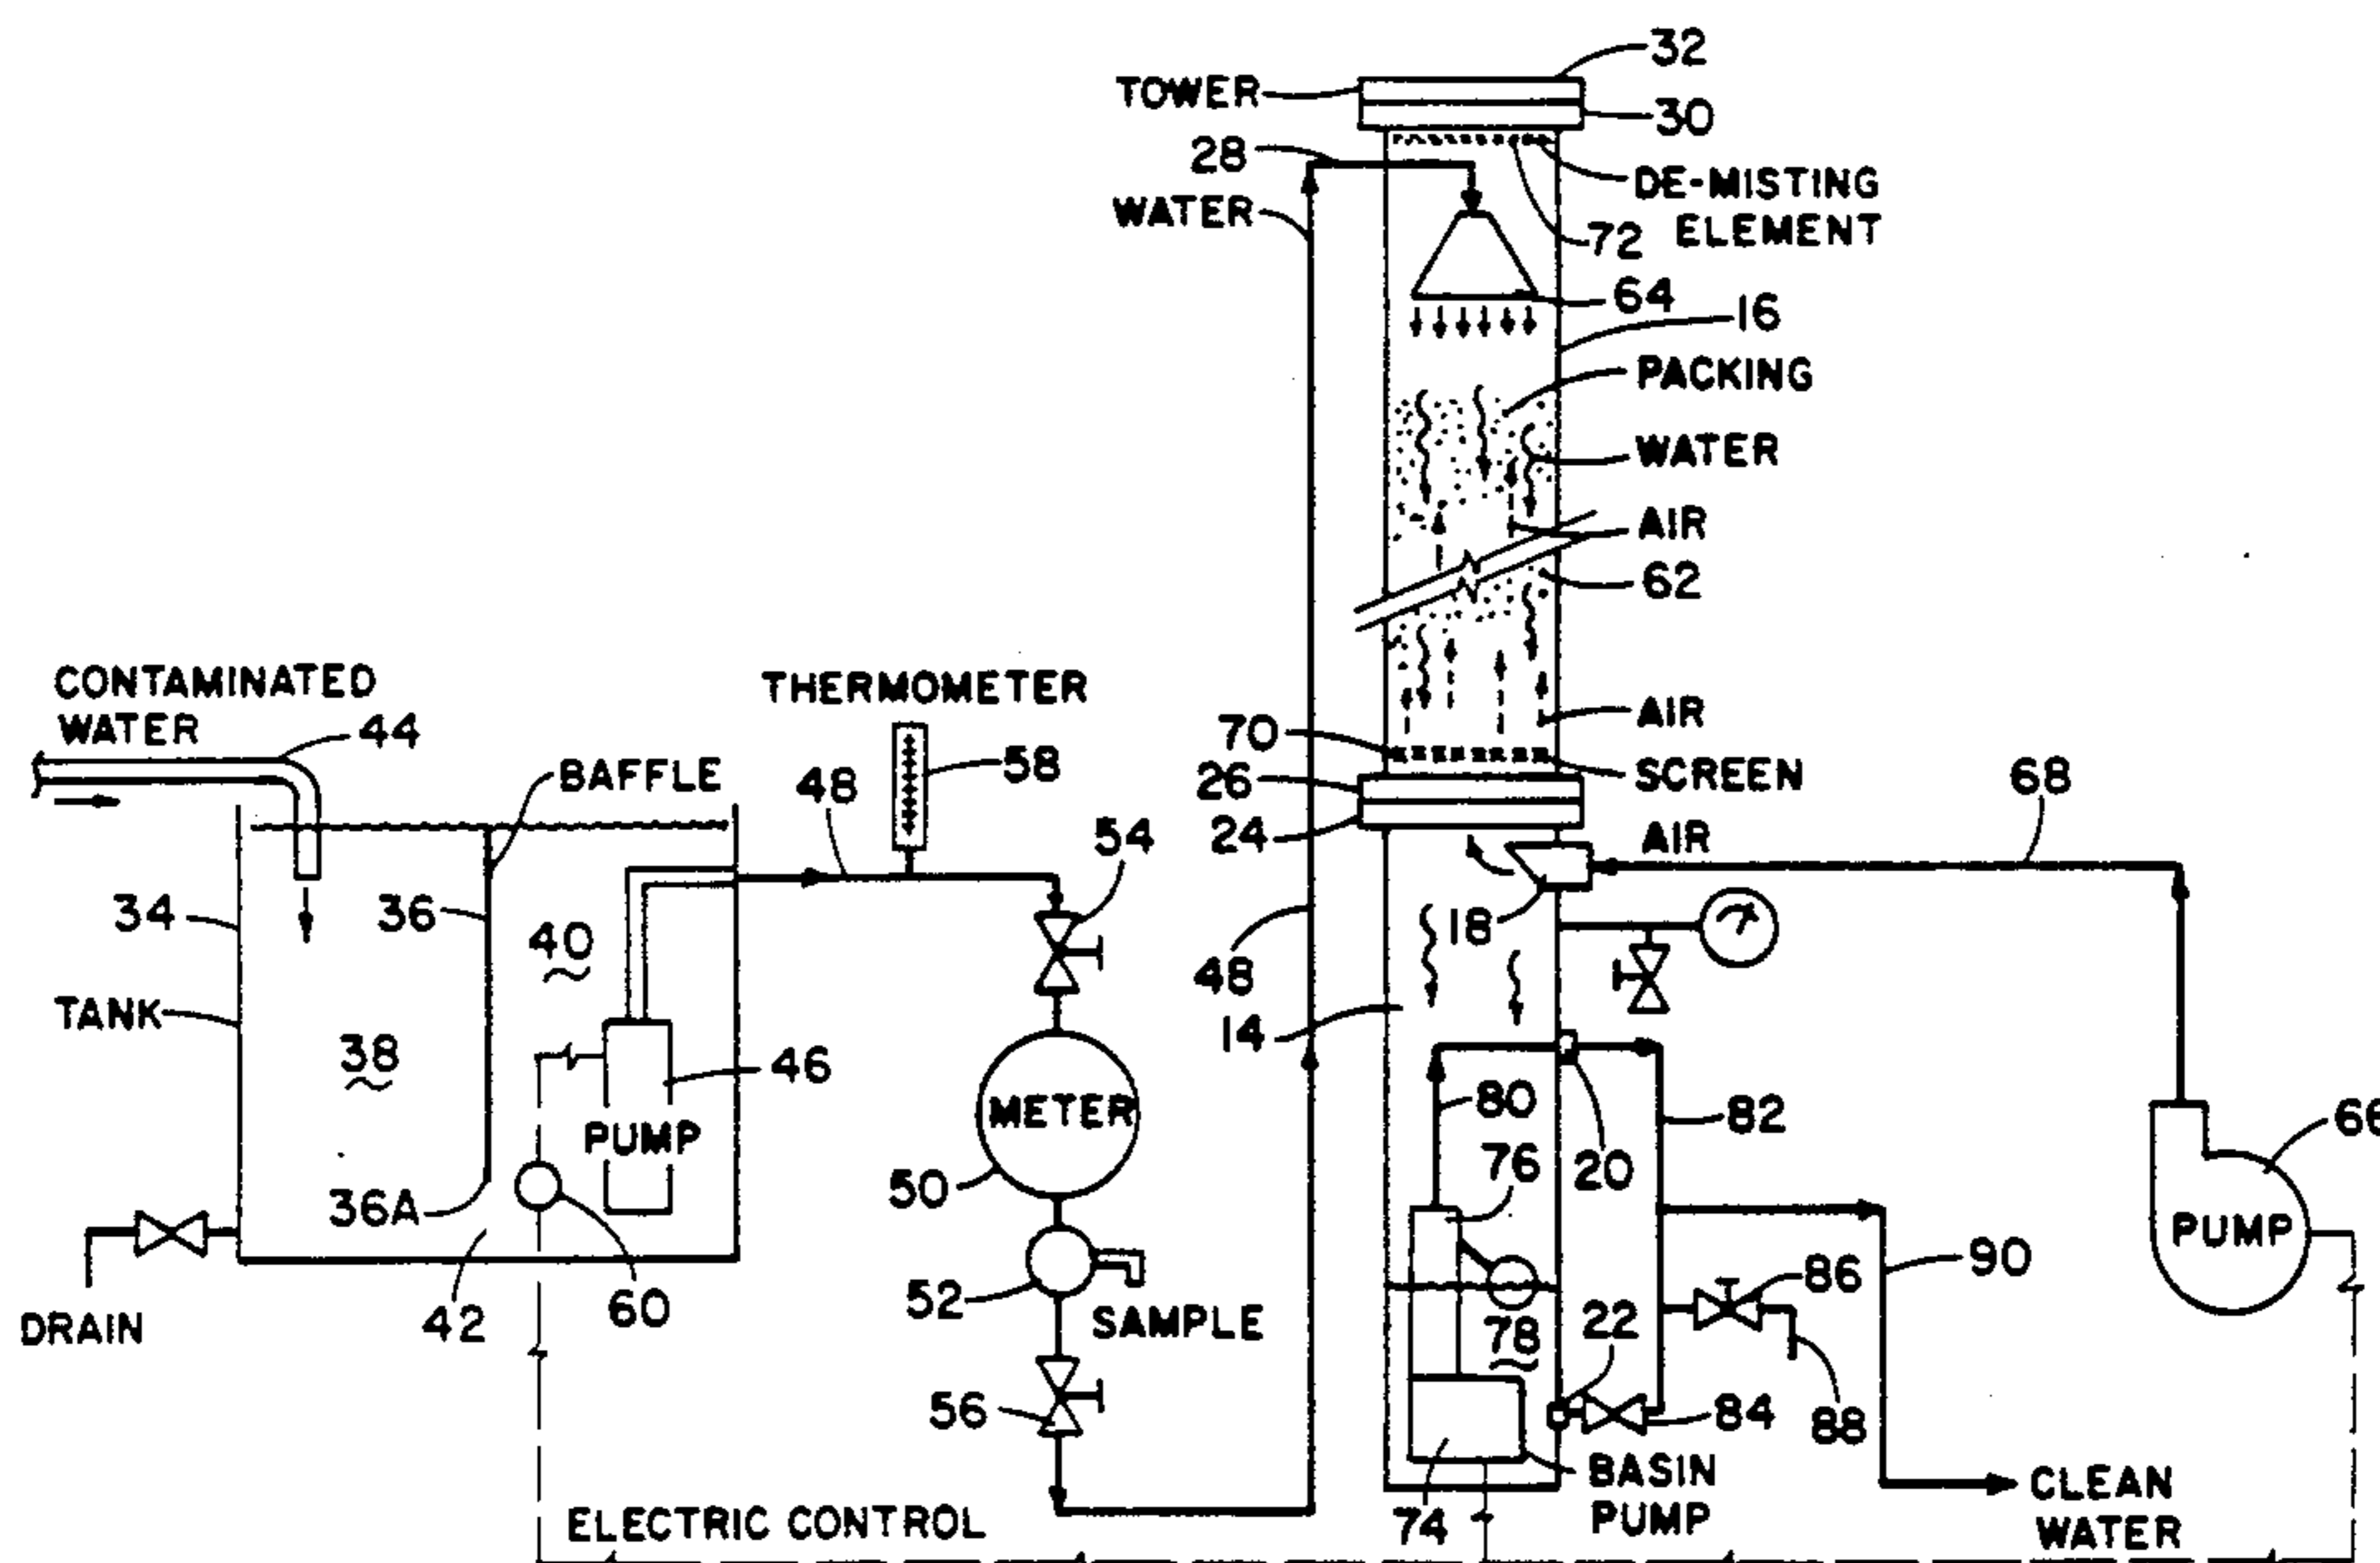 32
TOWER
30
28
DE-MISTING
ELEMENT
WATER
72
64
16
PACKING
WATER
AIR
62
CONTAMINATED
WATER
44
THERMOMETER
58
BAFFLE
48
70
AIR
26
SCREEN
68
24
AIR
54
34
36
40
18
48
TANK
14
38
46
METER
PUMP
80
82
66
76
20
50
36A
PUMP
90
52
SAMPLE
86
22
DRAIN
42
60
78
56
84
88
BASIN
PUMP
CLEAN
WATER
ELECTRIC CONTROL
74